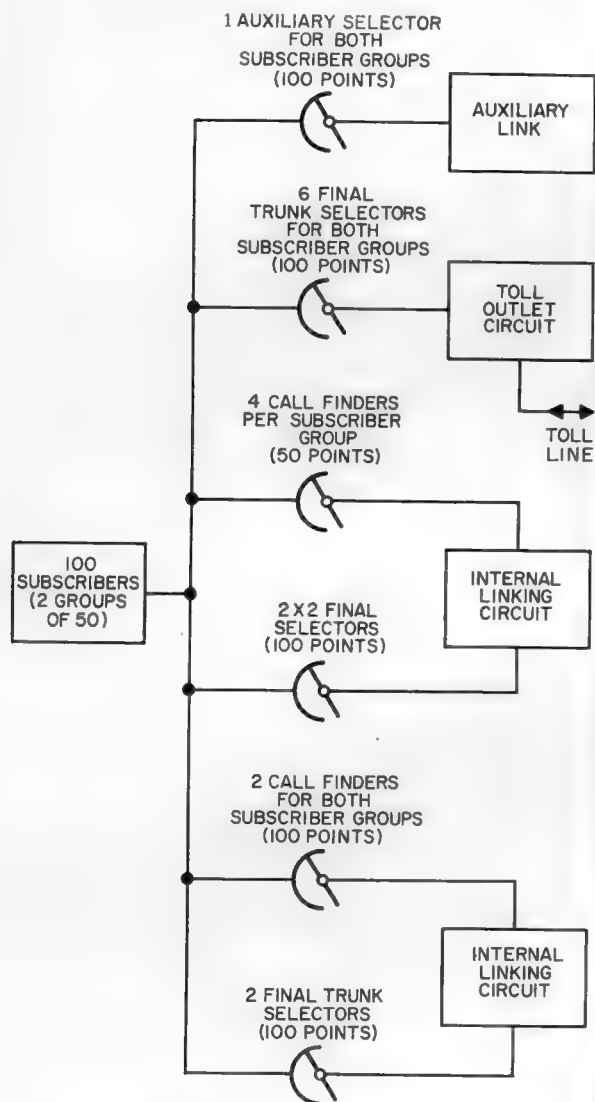 1 AUXILIARY SELECTOR
FOR BOTH
SUBSCRIBER GROUPS
(100 POINTS)
AUXILIARY
LINK
6 FINAL
TRUNK SELECTORS
FOR BOTH
SUBSCRIBER GROUPS
(100 POINTS)
TOLL
OUTLET
CIRCUIT
TOLL
LINE
4 CALL FINDERS
PER SUBSCRIBER
GROUP
(50 POINTS)
100
SUBSCRIBERS
(2 GROUPS
OF 50)
INTERNAL
LINKING
CIRCUIT
2X2 FINAL
SELECTORS
(100 POINTS)
2 CALL FINDERS
FOR BOTH
SUBSCRIBER GROUPS
(100 POINTS)
INTERNAL
LINKING
CIRCUIT
2 FINAL TRUNK
SELECTORS
(100 POINTS)